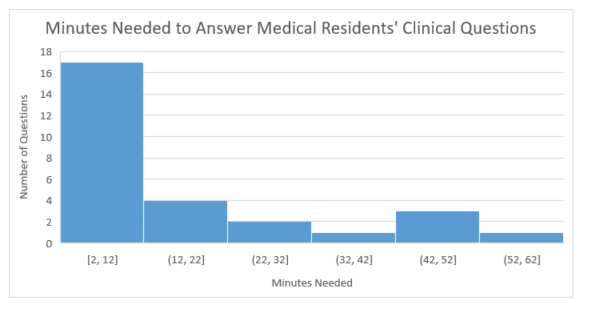 Minutes Needed to Answer Medical Residents' Clinical Questions
18
16
14
12
10
8
6
4
2
0
Number of Questions
[2, 12] (12, 22] (22, 32] (32, 42] (42, 52] (52, 62]
Minutes Needed